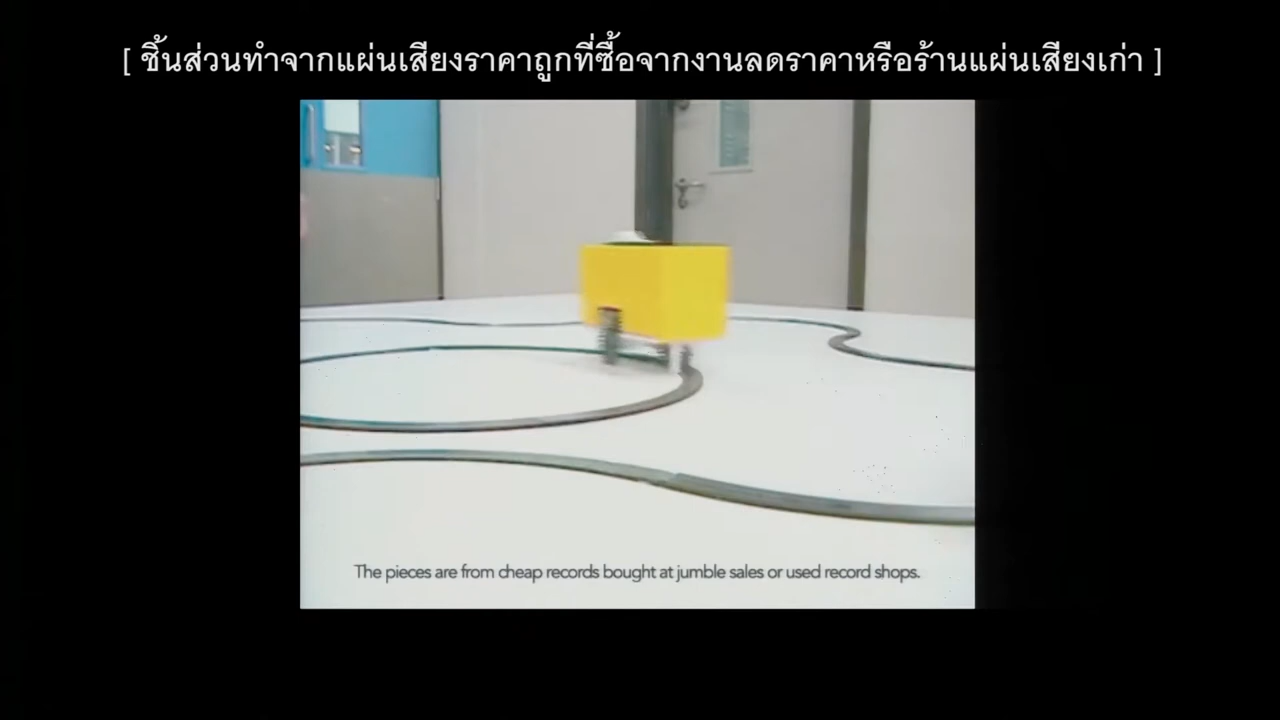 [ ชิ้นส่วนทำจากแผ่นเสียงราคาถูกที่ซื้อจากงานลดราคาหรือร้านแผ่นเสียงเก่า ]
The pieces are from cheap records bought at jumble sales or used record shops.